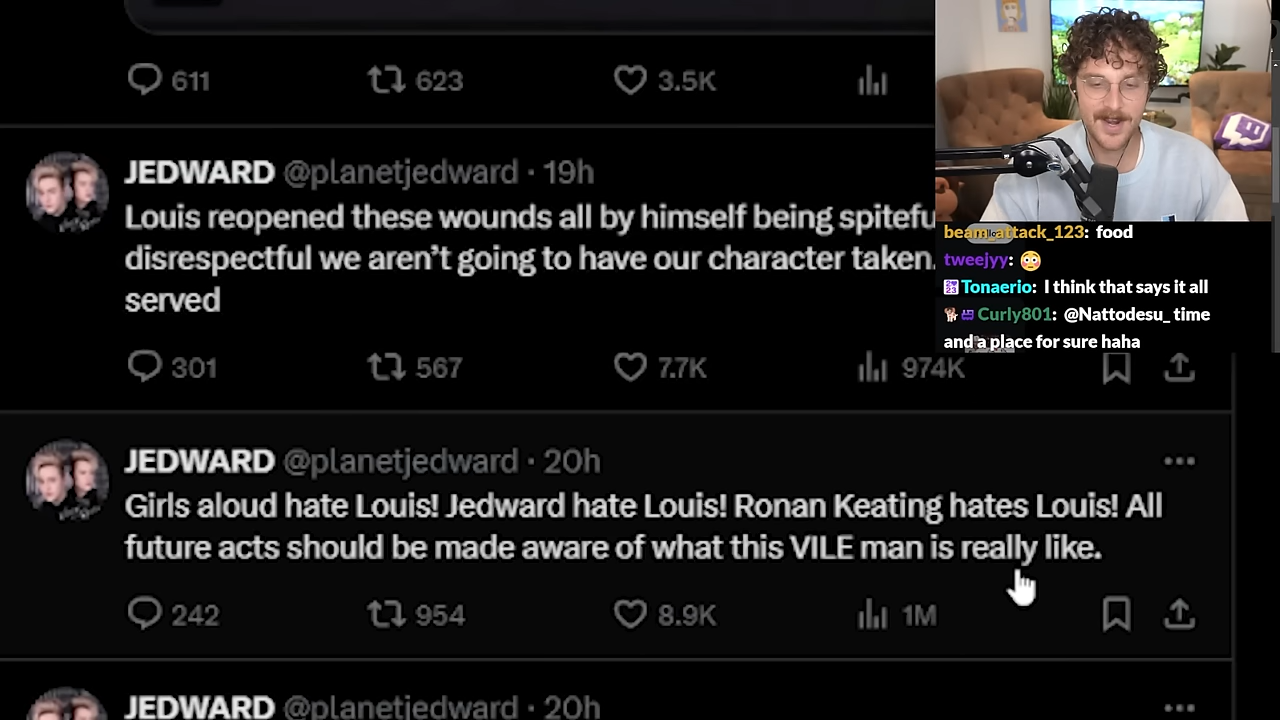 611 623 3.5K
JEDWARD @planetjedward · 19h
Louis reopened these wounds all by himself being
disrespectful we aren't going to have our character taken.
served
301 567 7.7K 974K
JEDWARD @planetjedward · 20h
Girls aloud hate Louis! Jedward hate Louis! Ronan Keating hates Louis! All
future acts should be made aware of what this VILE man is really like.
242 954 8.9K 1M
JEDWARD @planetjedward · 20h
beam_attack_123: food
tweejyy:
Tonaerio: I think that says it all
Curly801: @Nattodesu_ time
and a place for sure haha